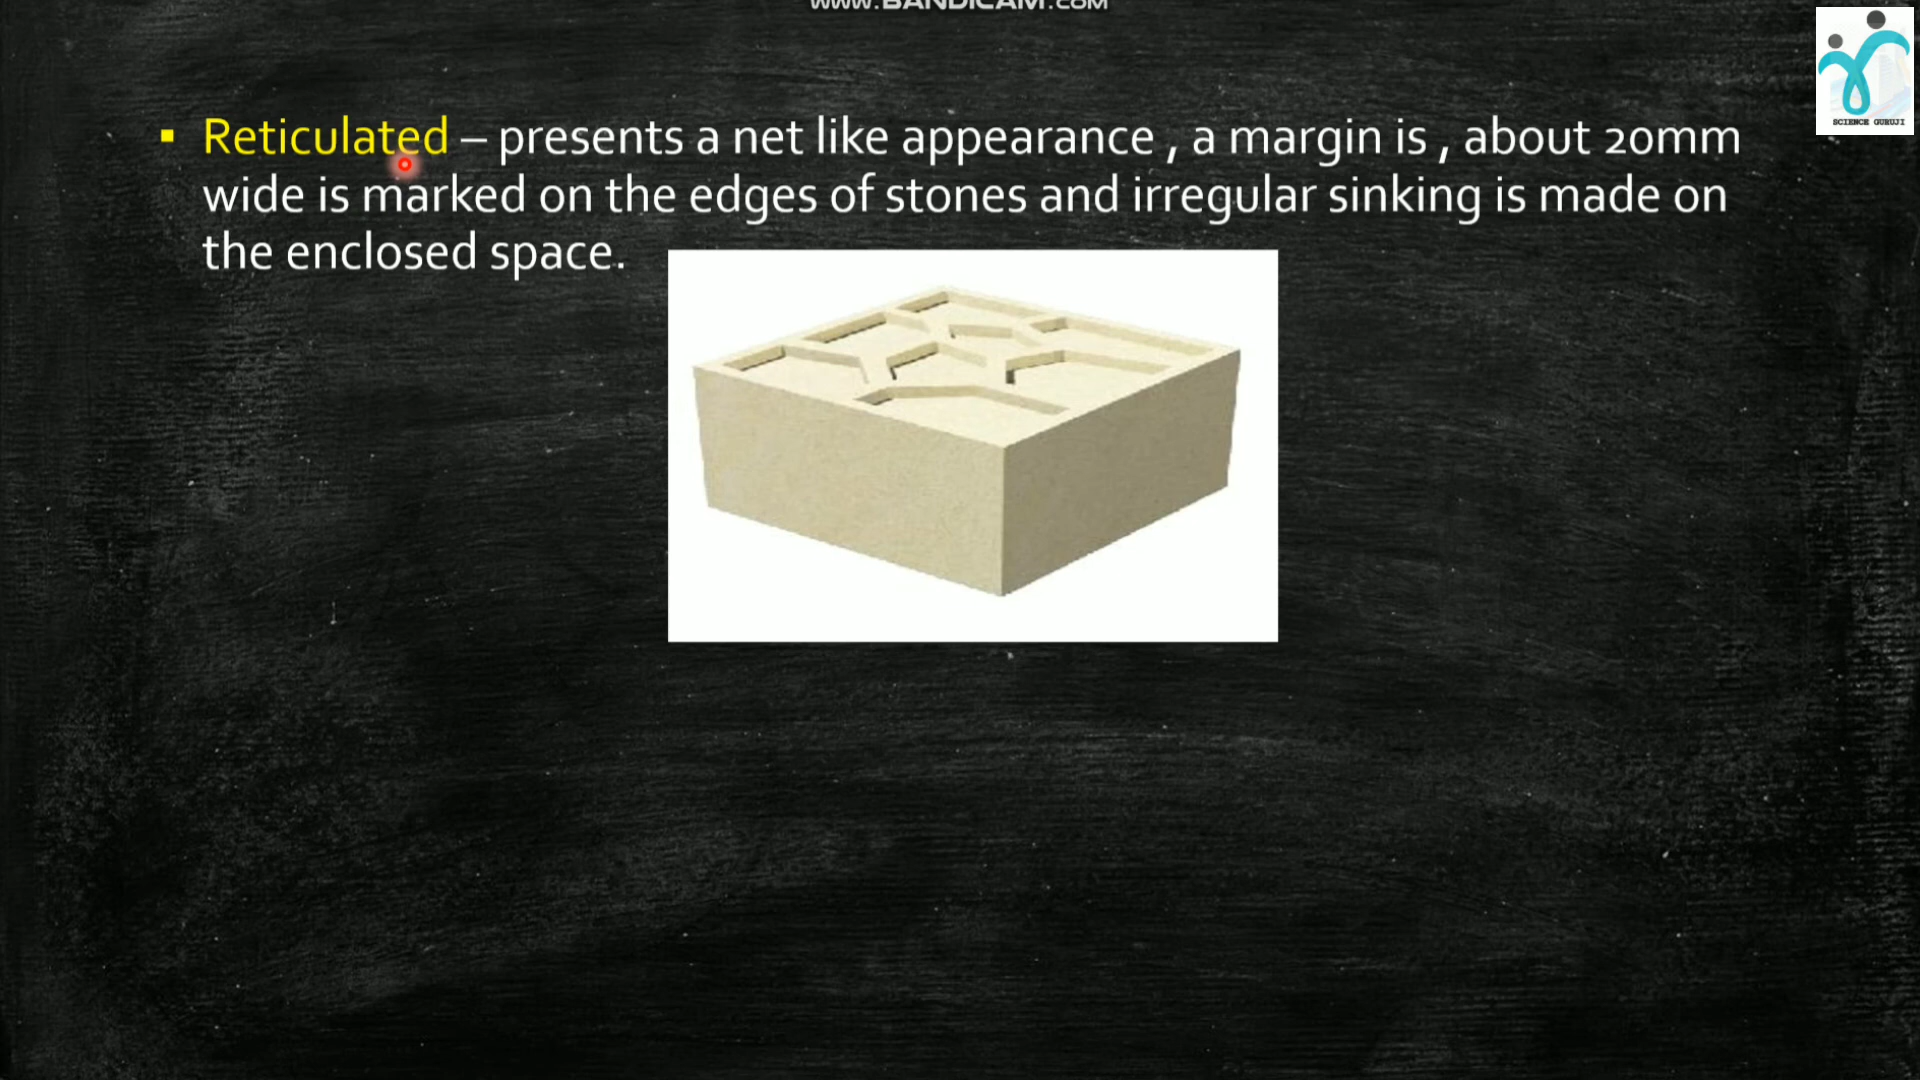 www.BANDICAM.COM
SCIENCE GURUJI
▪ Reticulated – presents a net like appearance , a margin is , about 20mm
wide is marked on the edges of stones and irregular sinking is made on
the enclosed space.